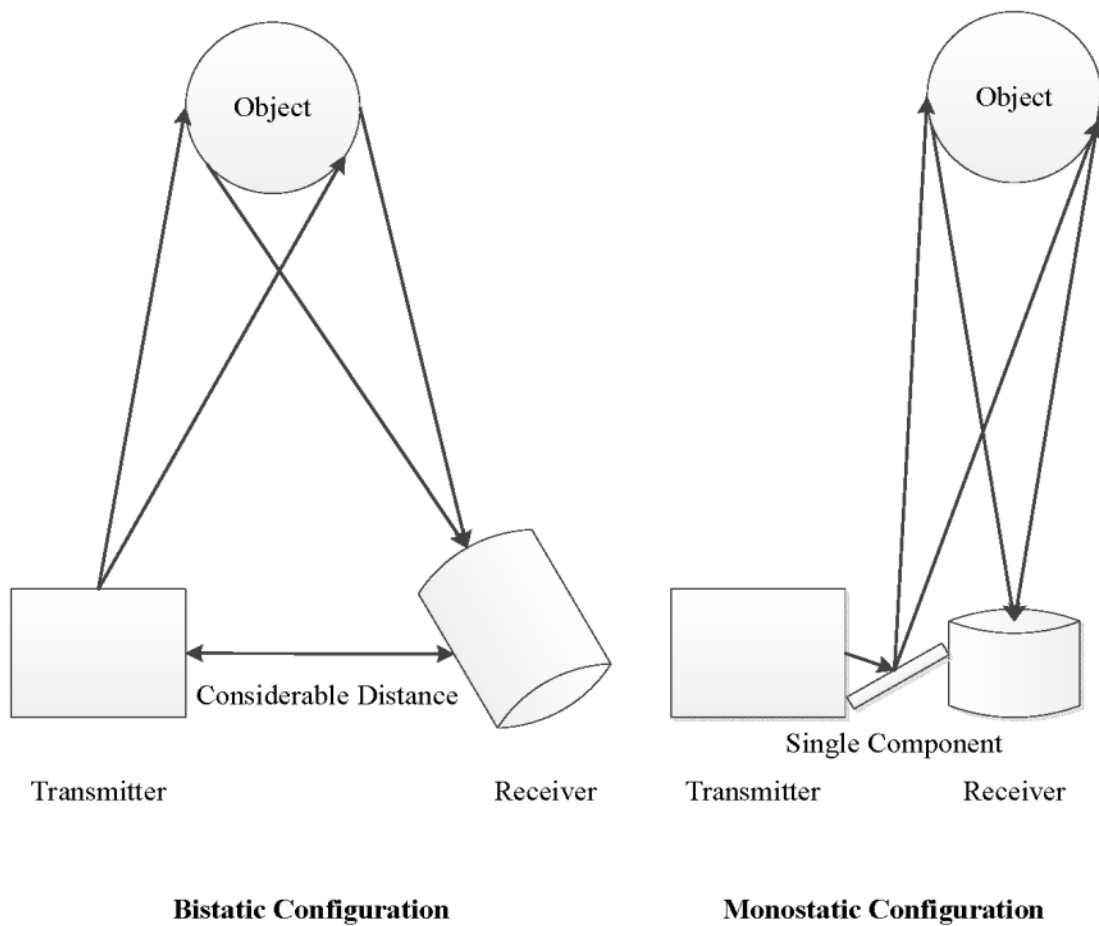 Object
Considerable Distance
Transmitter
Receiver
Bistatic Configuration
Object
Single Component
Transmitter
Receiver
Monostatic Configuration